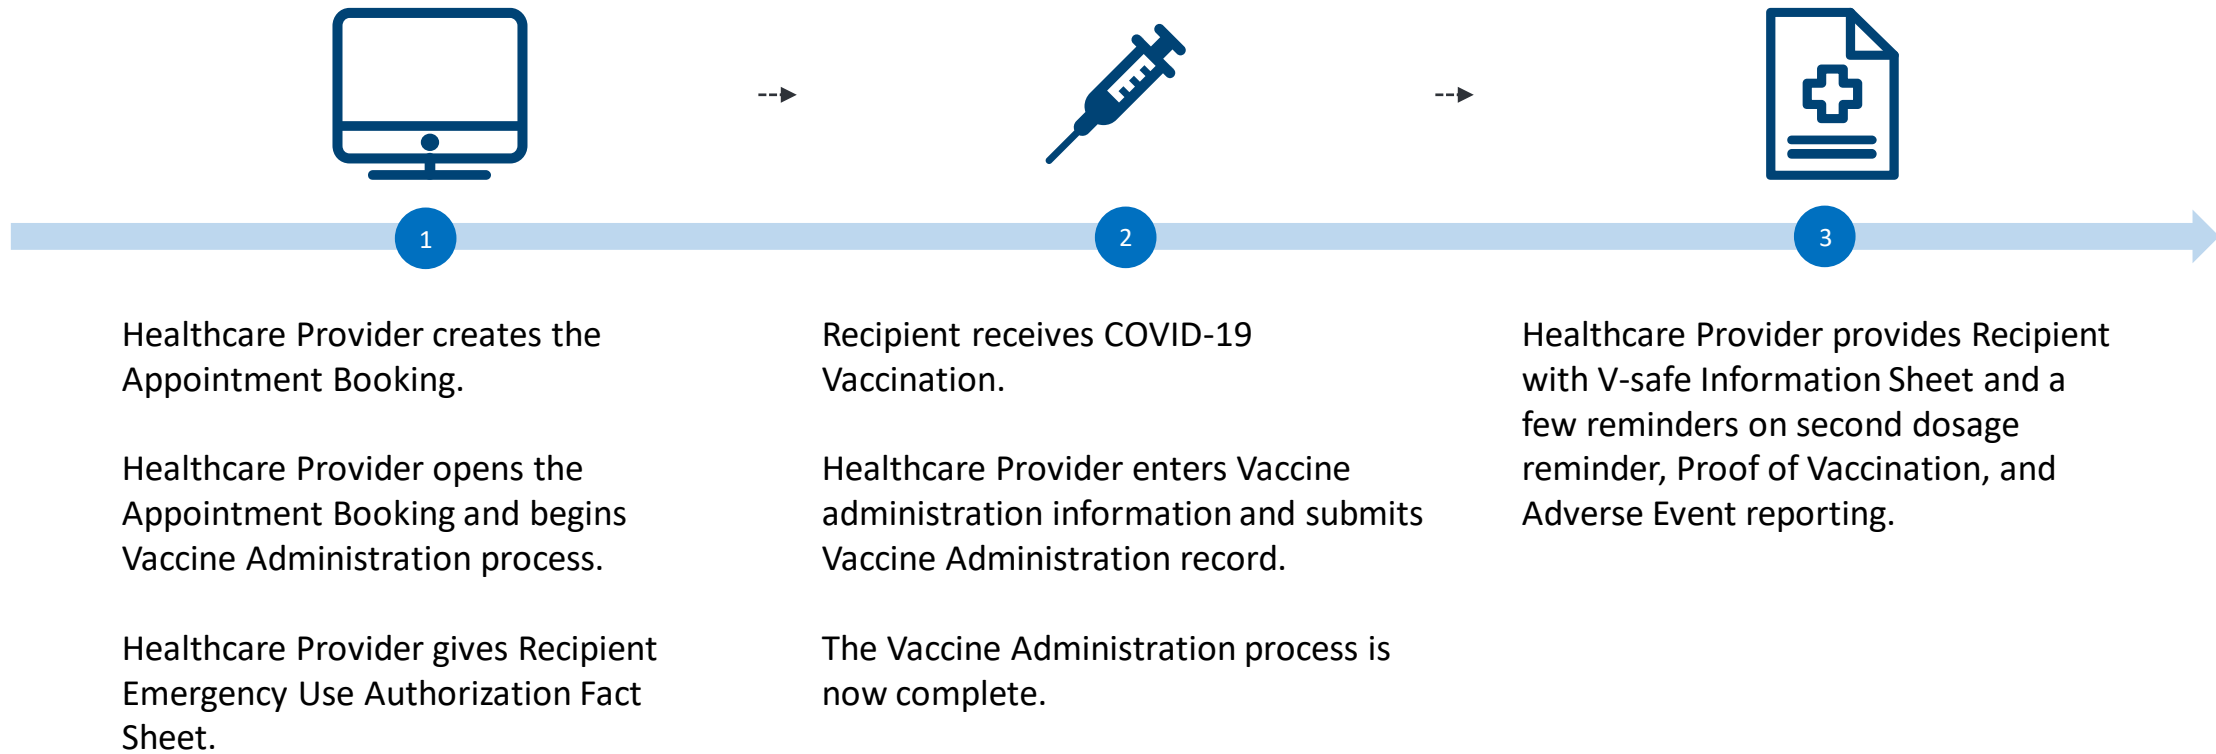 1
Healthcare Provider creates the
Appointment Booking.
Healthcare Provider opens the
Appointment Booking and begins
Vaccine Administration process.
Healthcare Provider gives Recipient
Emergency Use Authorization Fact
Sheet.
2
Recipient receives COVID-19
Vaccination.
Healthcare Provider enters Vaccine
administration information and submits
Vaccine Administration record.
The Vaccine Administration process is
now complete.
3
Healthcare Provider provides Recipient
with V-safe Information Sheet and a
few reminders on second dosage
reminder, Proof of Vaccination, and
Adverse Event reporting.